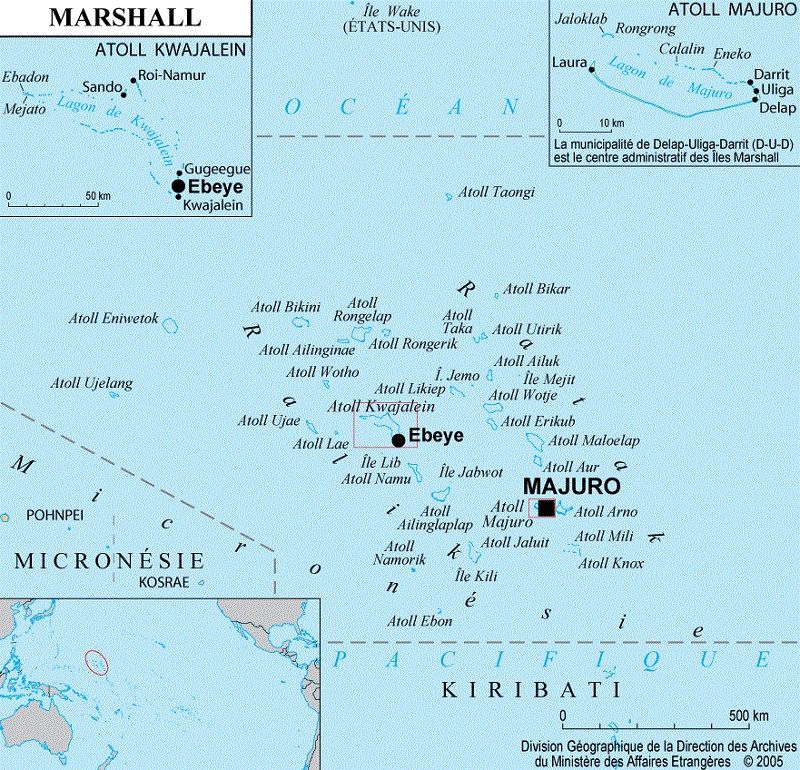 MARSHALL
ATOLL KWAJALEIN
Ebadon
Mejato
Sando
Roi-Namur
Lagon de Kwajalein
Gugeegue
Ebeye
Kwajalein
0 50 km
Île Wake
(ÉTATS-UNIS)
ATOLL MAJURO
Jaloklab
Rongrong
Calalin
Eneko
Laura
Lagon de Majuro
Darrit
Uliga
Delap
0 10 km
La municipalité de Delap-Uliga-Darrit (D-U-D)
est le centre administratif des Îles Marshall
OCÉAN
Atoll Taongi
Ratak
Atoll Bikar
Ralik
Atoll Bikini
Atoll
Rongelap
Atoll
Taka
Atoll Utirik
Atoll Eniwetok
Atoll Ailinginae
Atoll Rongerik
Atoll Ailuk
Atoll Wotho
Î. Jemo
Île Mejit
Atoll Ujelang
Atoll Likiep
Atoll Wotje
Atoll Kwajalein
Atoll Ujae
Atoll Erikub
Ebeye
Atoll Lae
Atoll Maloelap
Île Lib
Atoll Namu
Île Jabwot
Atoll Aur
MAJURO
Atoll
Ailinglaplap
Atoll
Majuro
Atoll Arno
Atoll Jaluit
Atoll Mili
Atoll
Namorik
Atoll Knox
Île Kili
Atoll Ebon
Micronésie
POHNPEI
MICRONÉSIE
KOSRAE
PACIFIQUE
KIRIBATI
0 500 km
Division Géographique de la Direction des Archives
du Ministère des Affaires Etrangères © 2005